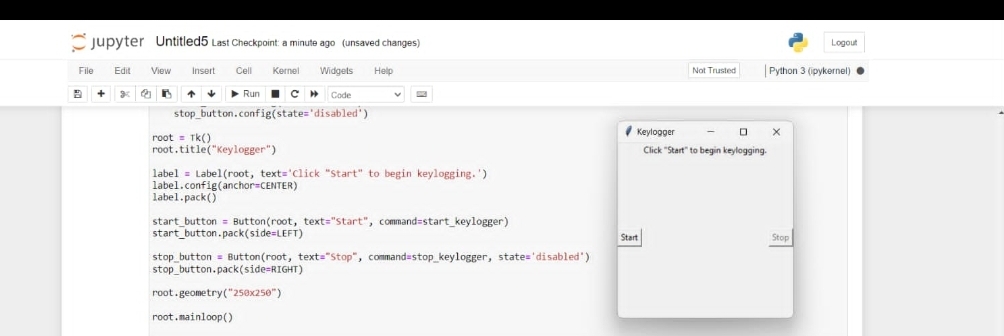 jupyter Untitled5 Last Checkpoint: a minute ago (unsaved changes)
Logout
File Edit View Insert Cell Kernel Widgets Help
Not Trusted
Python 3 (ipykernel)
Run
Code
stop_button.config(state='disabled')
root = Tk()
root.title("Keylogger")
label = Label(root, text='Click "Start" to begin keylogging.')
label.config(anchor=CENTER)
label.pack()
start_button = Button(root, text="Start", command=start_keylogger)
start_button.pack(side=LEFT)
stop_button = Button(root, text="Stop", command=stop_keylogger, state='disabled')
stop_button.pack(side=RIGHT)
root.geometry("250x250")
root.mainloop()
Keylogger
Click "Start" to begin keylogging.
Start
Stop